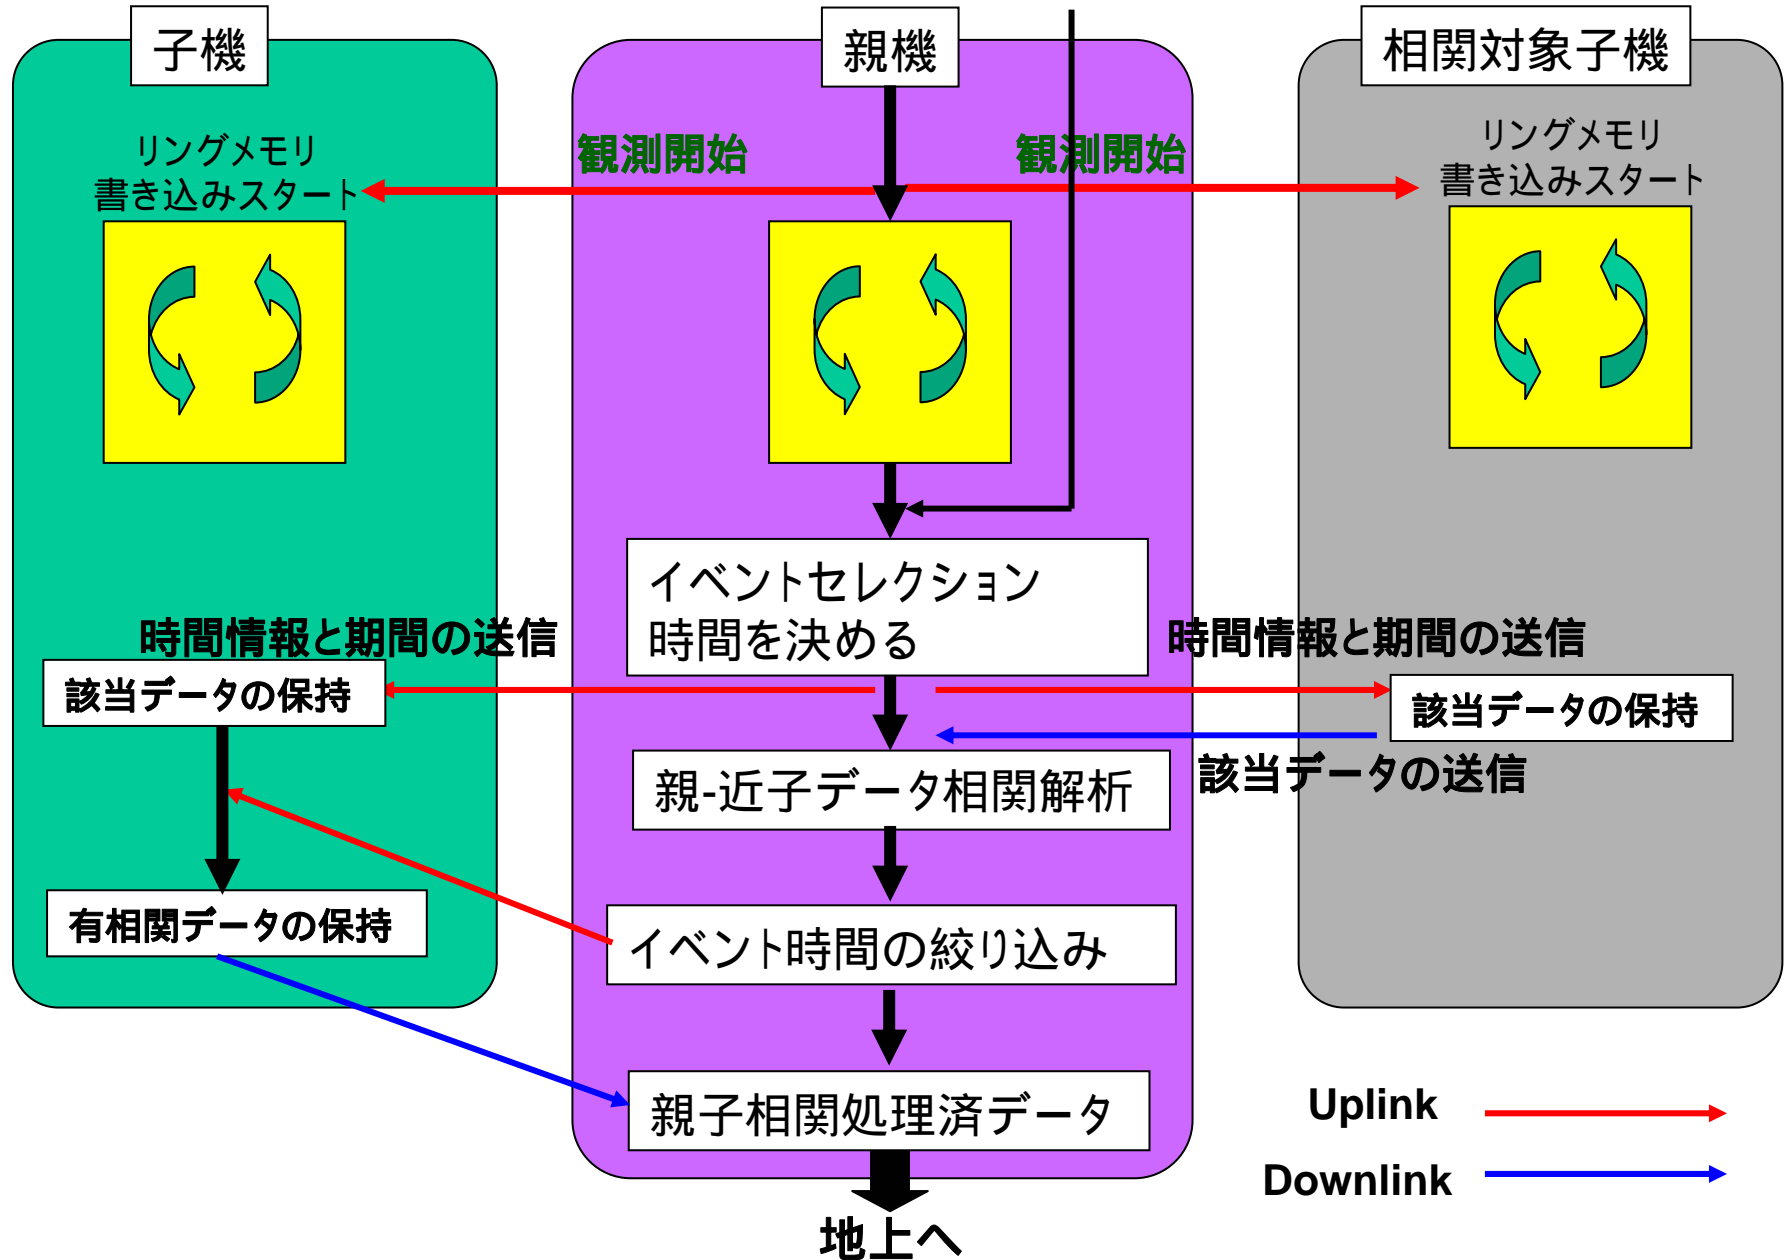 子機
親機
相関対象子機
リングメモリ
書き込みスタート
観測開始
観測開始
リングメモリ
書き込みスタート
イベントセレクション
時間を決める
時間情報と期間の送信
時間情報と期間の送信
該当データの保持
該当データの保持
該当データの送信
親-近子データ相関解析
有相関データの保持
イベント時間の絞り込み
親子相関処理済データ
Uplink
Downlink
地上へ